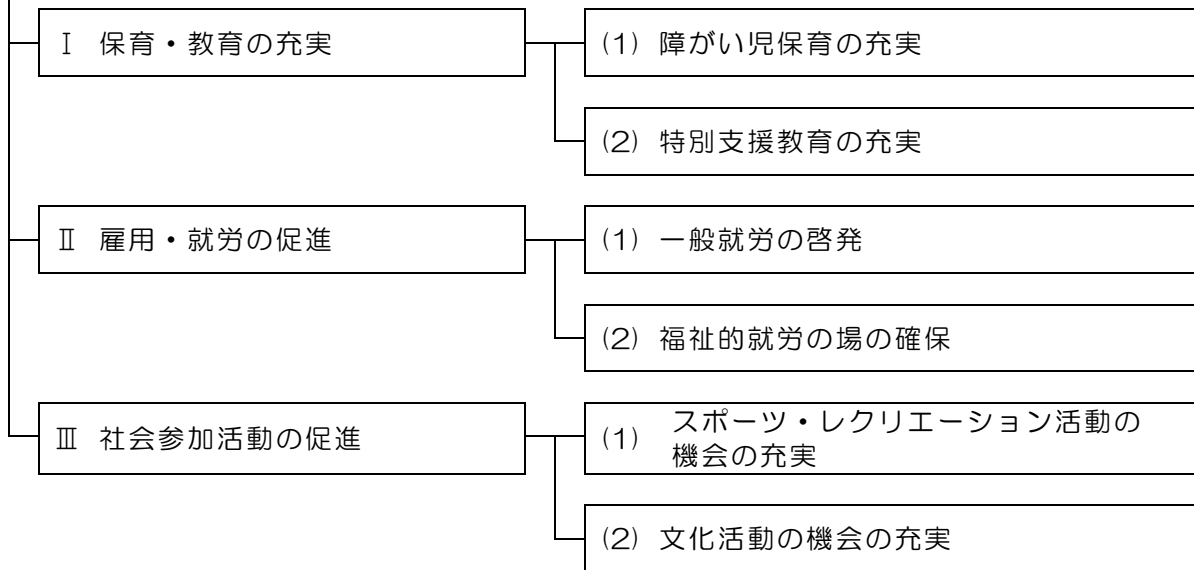 Ⅰ 保育・教育の充実
(1) 障がい児保育の充実
(2) 特別支援教育の充実
Ⅱ 雇用・就労の促進
(1) 一般就労の啓発
(2) 福祉的就労の場の確保
Ⅲ 社会参加活動の促進
(1) スポーツ・レクリエーション活動の
機会の充実
(2) 文化活動の機会の充実